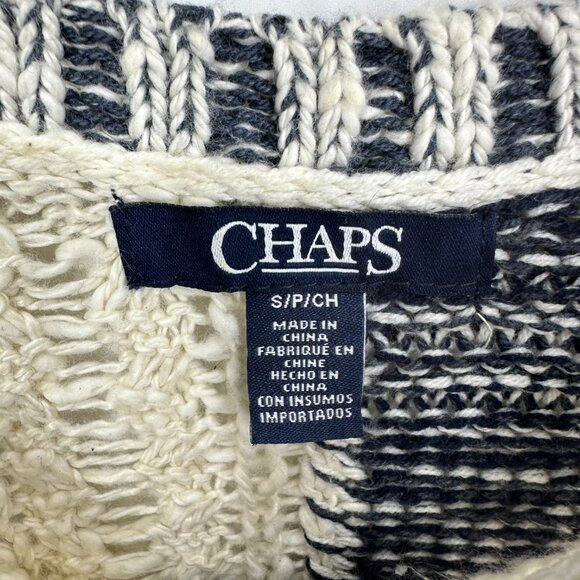 CHAPS
S/P/CH
MADE IN
CHINA
FABRIQUÉ EN
CHINE
HECHO EN
CHINA
CON INSUMOS
IMPORTADOS